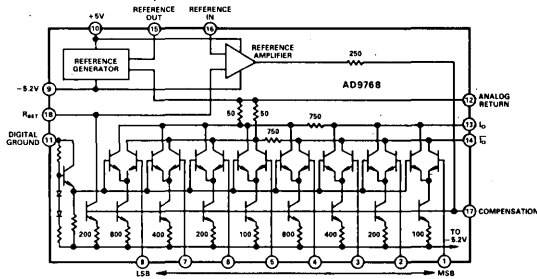 REFERENCE OUT
REFERENCE IN
+5V
10
15
16
REFERENCE AMPLIFIER
250
REFERENCE GENERATOR
AD9768
-5.2V
9
12
ANALOG RETURN
RSET
18
50
50
750
13
IO
DIGITAL GROUND
11
750
14
IO
17
COMPENSATION
200
800
400
200
100
800
400
200
100
TO -5.2V
8
7
6
5
4
3
2
1
LSB
MSB